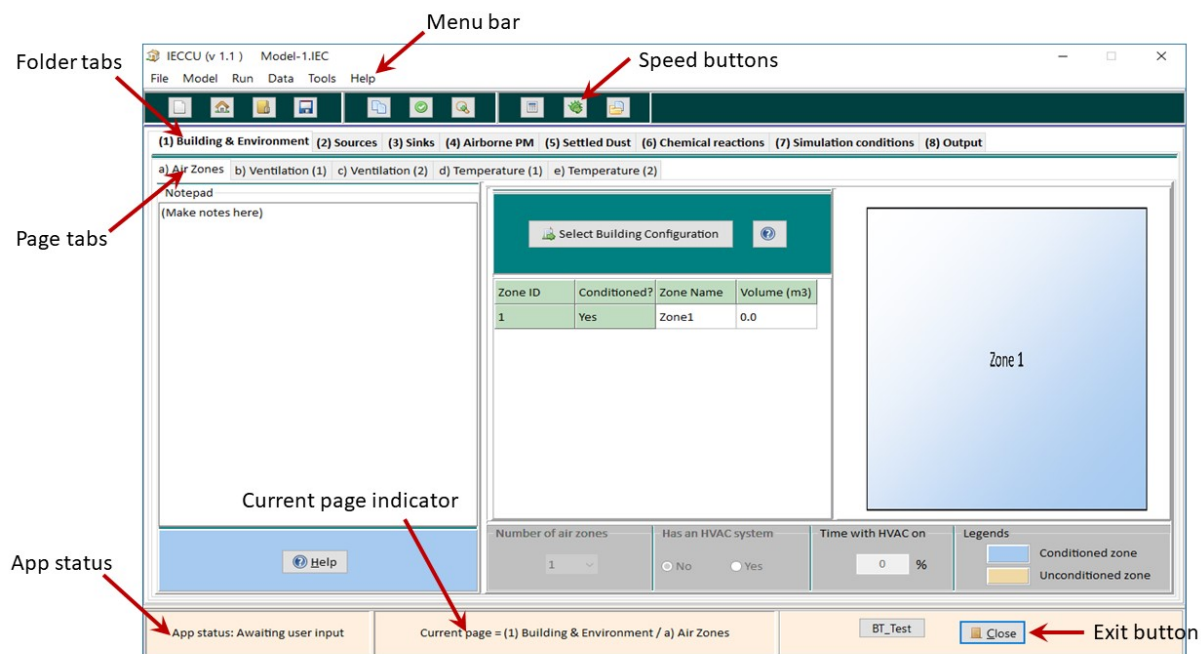 Menu bar
Folder tabs
Speed buttons
IECCU (v 1.1 ) Model-1.IEC
File Model Run Data Tools Help
(1) Building & Environment (2) Sources (3) Sinks (4) Airborne PM (5) Settled Dust (6) Chemical reactions (7) Simulation conditions (8) Output
a) Air Zones b) Ventilation (1) c) Ventilation (2) d) Temperature (1) e) Temperature (2)
Page tabs
Notepad
(Make notes here)
Select Building Configuration
Zone ID Conditioned? Zone Name Volume (m3)
1 Yes Zone1 0.0
Zone 1
Current page indicator
Number of air zones Has an HVAC system Time with HVAC on Legends
1 No Yes 0 % Conditioned zone
Unconditioned zone
Help
App status
App status: Awaiting user input Current page = (1) Building & Environment / a) Air Zones BT_Test Close
Exit button